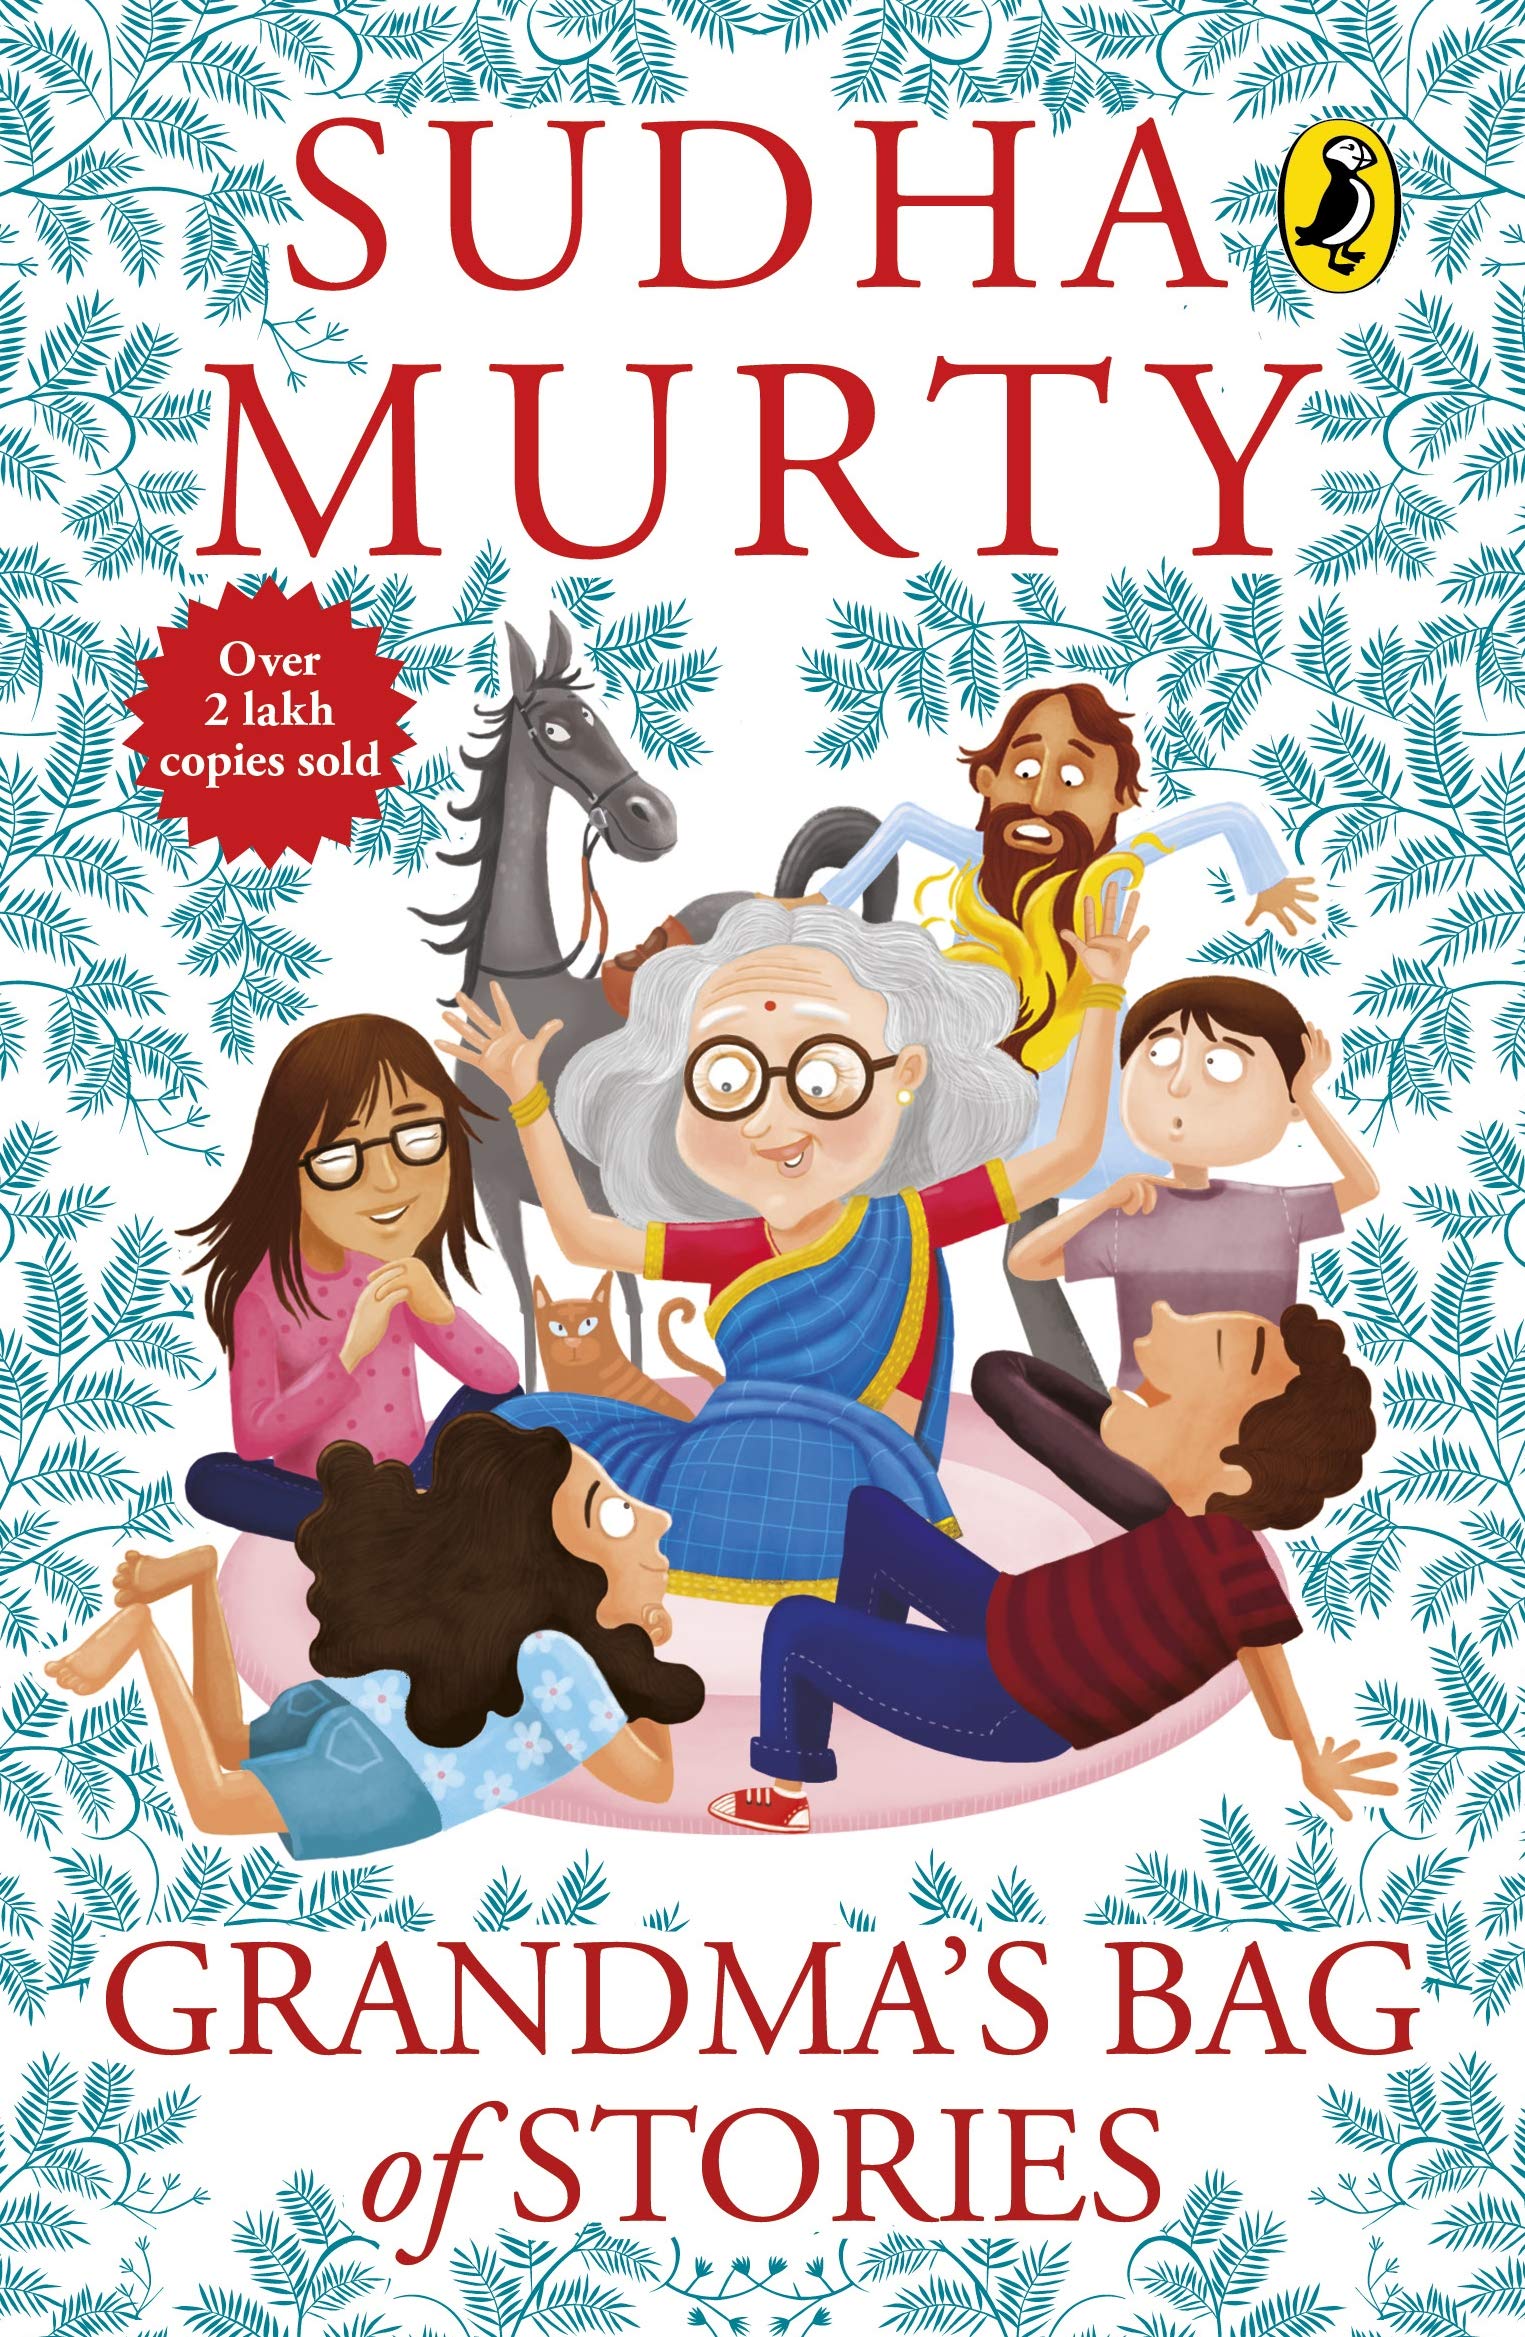 SUDHA
MURTY
Over
2 lakh
copies sold
GRANDMA’S BAG
of STORIES